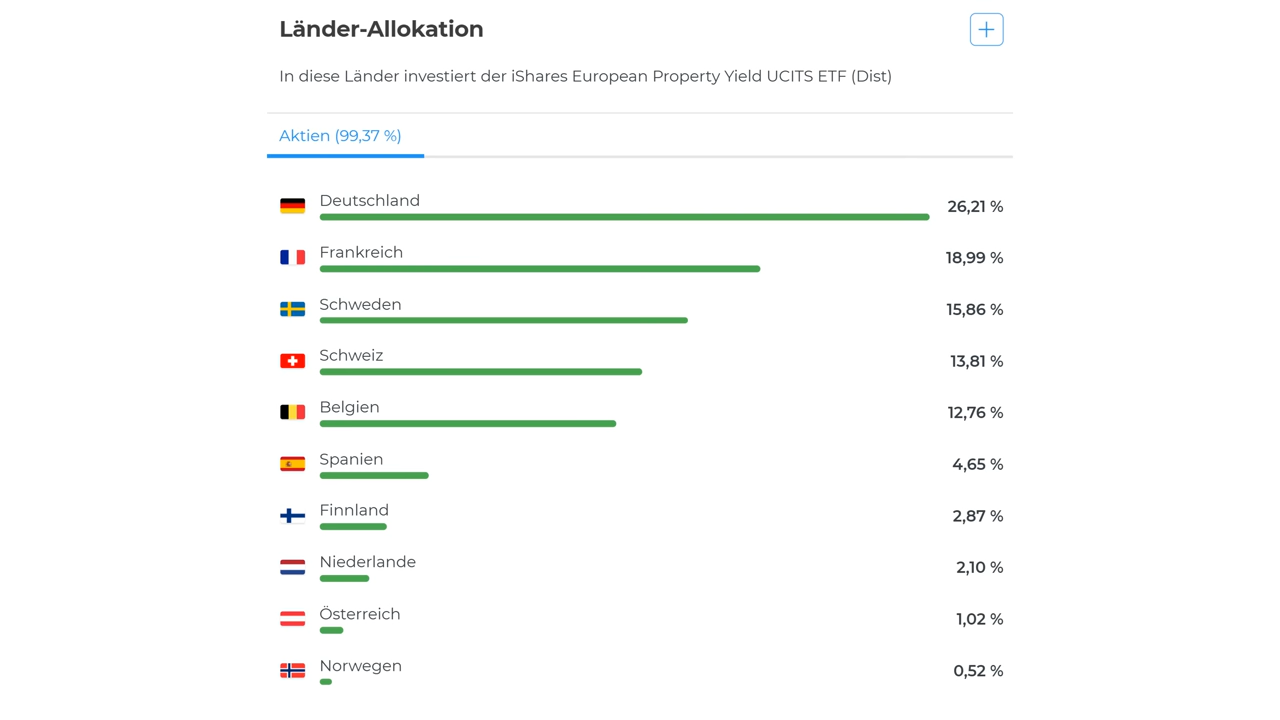 Länder-Allokation
In diese Länder investiert der iShares European Property Yield UCITS ETF (Dist)
Aktien (99,37 %)
Deutschland 26,21 %
Frankreich 18,99 %
Schweden 15,86 %
Schweiz 13,81 %
Belgien 12,76 %
Spanien 4,65 %
Finnland 2,87 %
Niederlande 2,10 %
Österreich 1,02 %
Norwegen 0,52 %